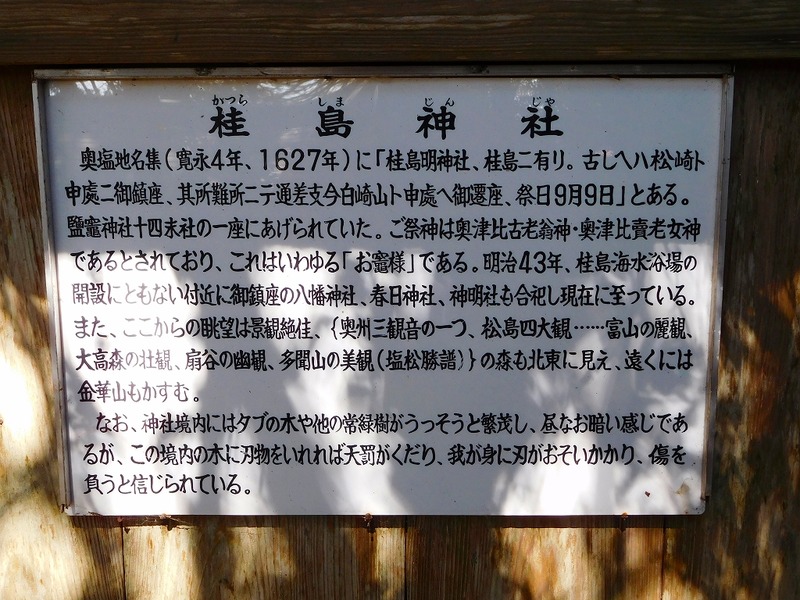 かつら しま じん じゃ
桂島神社
奥塩地名集(寛永4年、1627年)に「桂島明神社、桂島二有リ。古しヘハ松崎ト
申處二御鎮座、其所難所ニテ通差支今白崎山ト申處へ御遷座、祭日9月9日」とある。
鹽竈神社十四末社の一座にあげられていた。ご祭神は奥津比古老翁神・奥津比賣老女神
であるとされており、これはいわゆる「お竈様」である。明治43年、桂島海水浴場の
開設にともない付近に御鎮座の八幡神社、春日神社、神明社も合祀し現在に至っている。
また、ここからの眺望は景観絶佳、{奥州三観音の一つ、松島四大観……富山の麗観、
大高森の壮観、扇谷の幽観、多聞山の美観(塩松勝譜)}の森も北東に見え、遠くには
金華山もかすむ。
なお、神社境内にはタブの木や他の常緑樹がうっそうと繁茂し、昼なお暗い感じであ
るが、この境内の木に刃物をいれれば天罰がくだり、我が身に刃がおそいかかり、傷を
負うと信じられている。